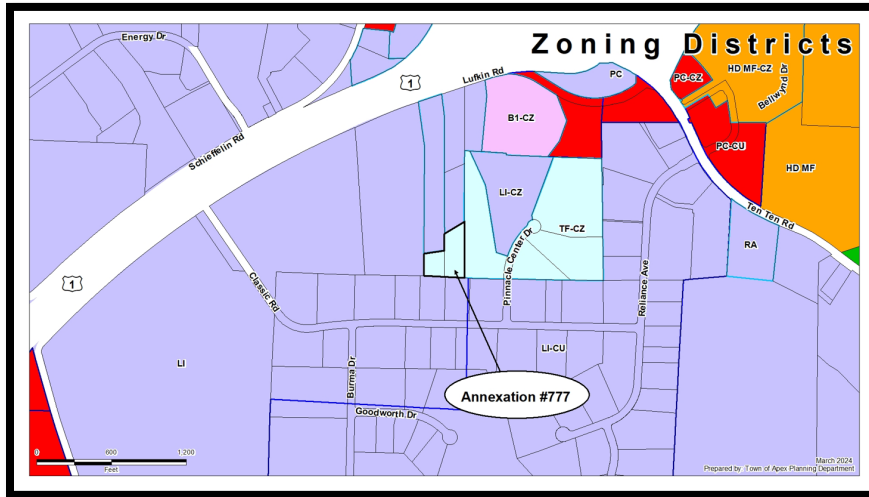 Zoning Districts
Energy Dr
PC
HD MF-CZ
Lufkin Rd
PC-CZ
Bellwynd Dr
1
B1-CZ
Schieffelin Rd
PC-CU
HD MF
LI-CZ
Ten Ten Rd
TF-CZ
Pinnacle Center Dr
RA
1
Classic Rd
Reliance Ave
LI
LI-CU
Burma Dr
Annexation #777
Goodworth Dr
0 600 1,200
Feet
March 2024
Prepared by: Town of Apex Planning Department